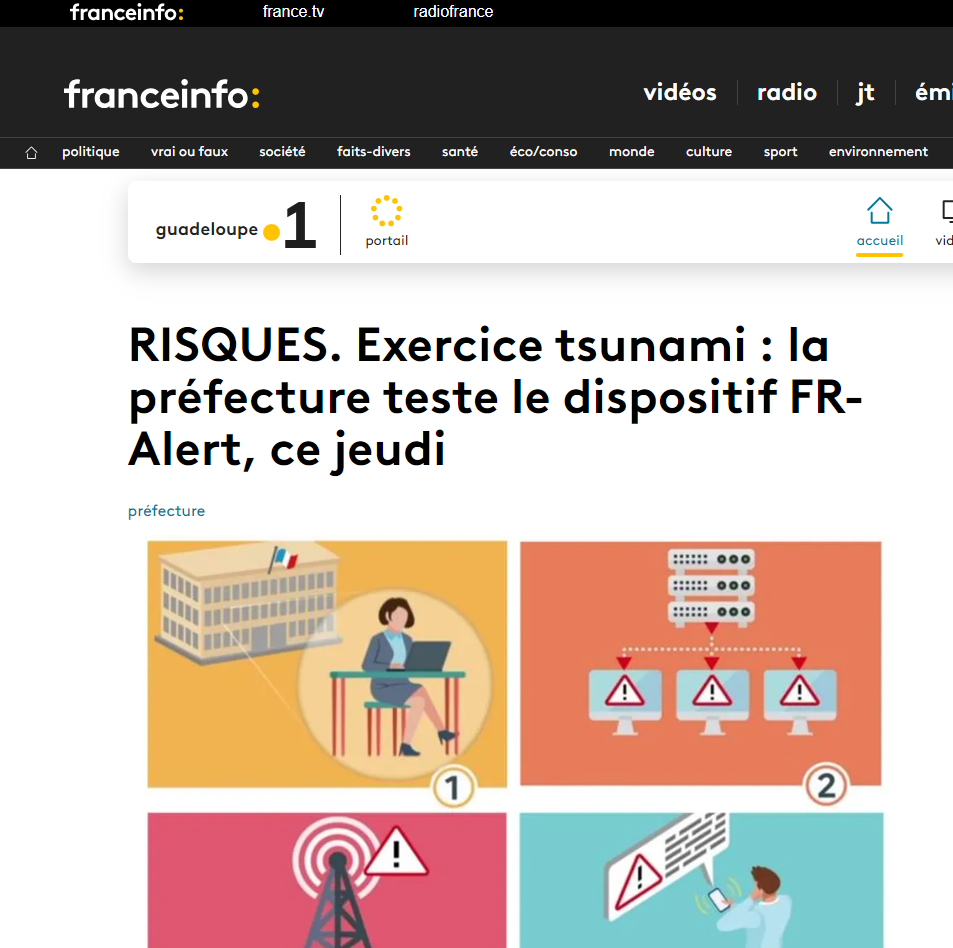 franceinfo: france.tv radiofrance
franceinfo: vidéos radio jt émi
politique vrai ou faux société faits-divers santé éco/conso monde culture sport environnement
guadeloupe 1 portail accueil vid
RISQUES. Exercice tsunami : la
préfecture teste le dispositif FR-
Alert, ce jeudi
préfecture
!
! ! !
1
2
!
!